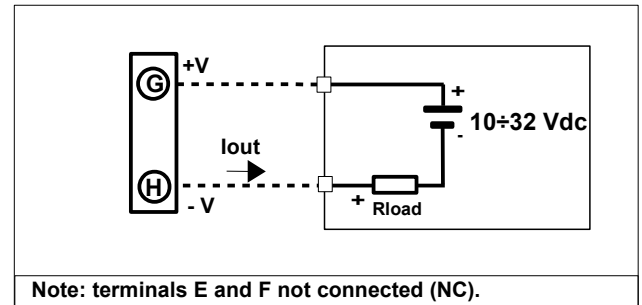 G +V
+
10÷32 Vdc
-
Iout
H - V
+ Rload
Note: terminals E and F not connected (NC).